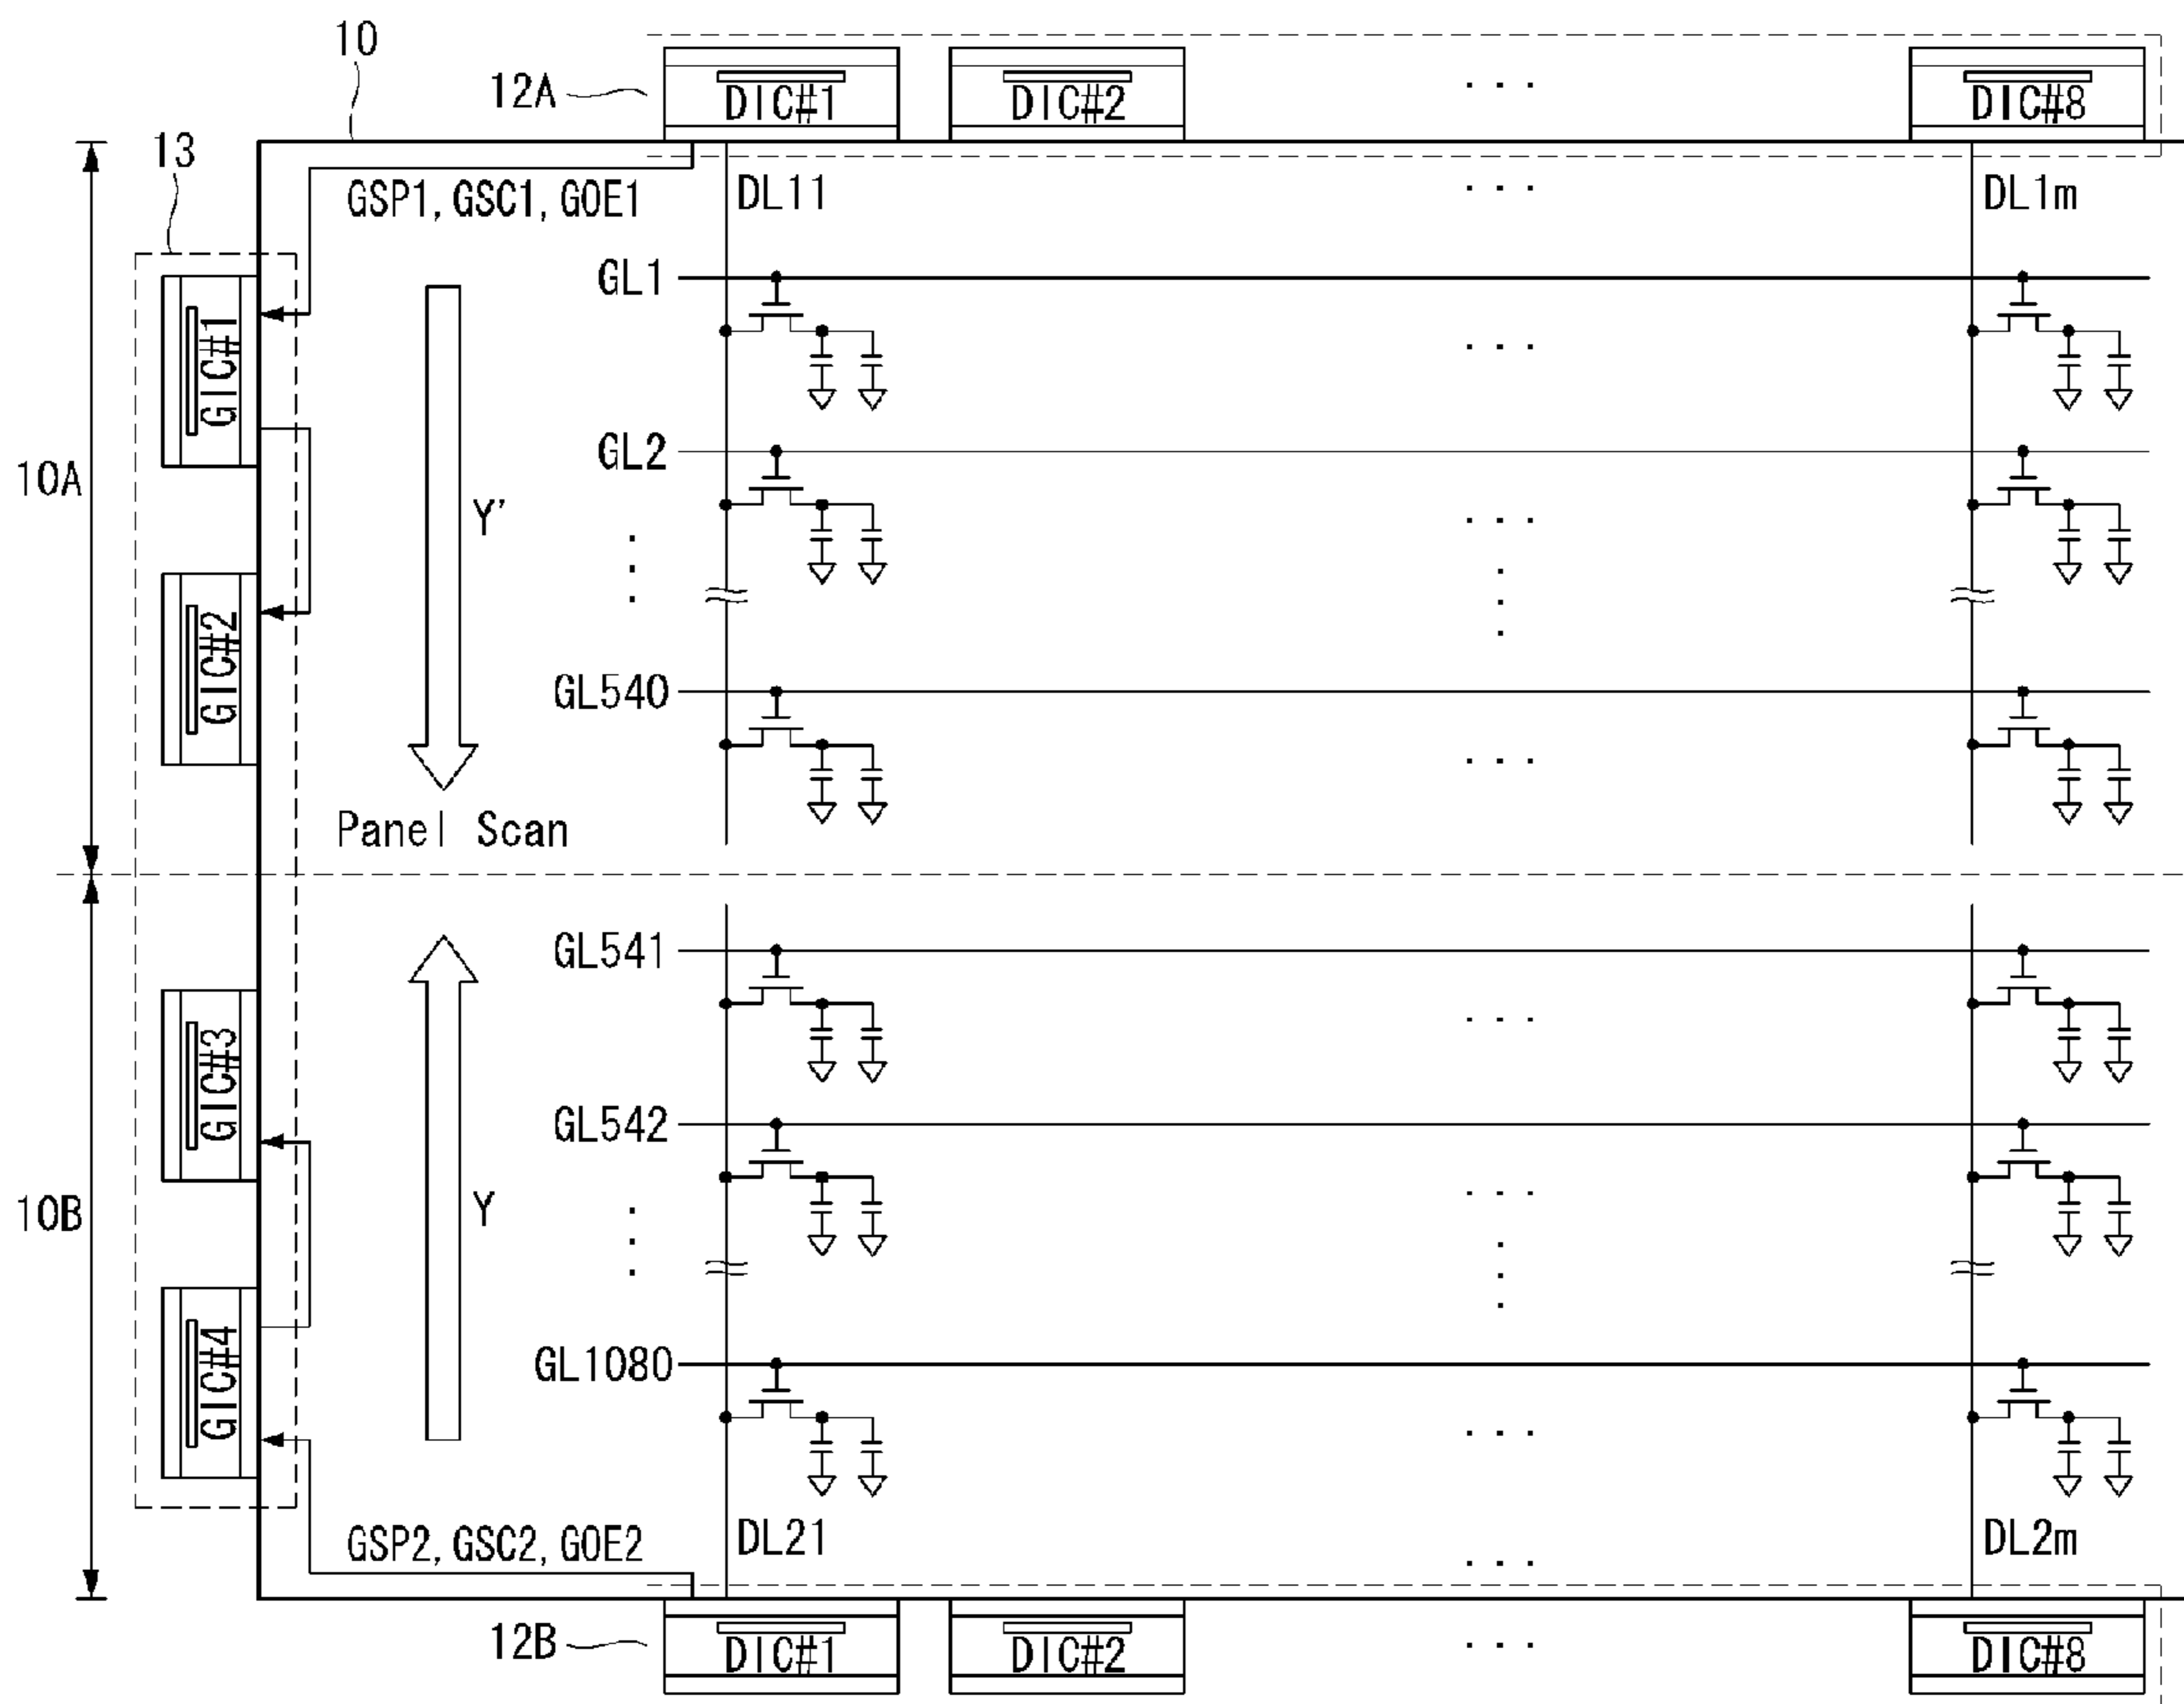 10
12A
DIC#1
DIC#2
. . .
DIC#8
13
GSP1, GSC1, GOE1
DL11
. . .
DL1m
GL1
GIC#1
. . .
10A
GL2
Y'
. . .
GIC#2
GL540
. . .
Panel Scan
GL541
. . .
GIC#3
GL542
10B
Y
. . .
GIC#4
GL1080
. . .
GSP2, GSC2, GOE2
DL21
. . .
DL2m
12B
DIC#1
DIC#2
. . .
DIC#8